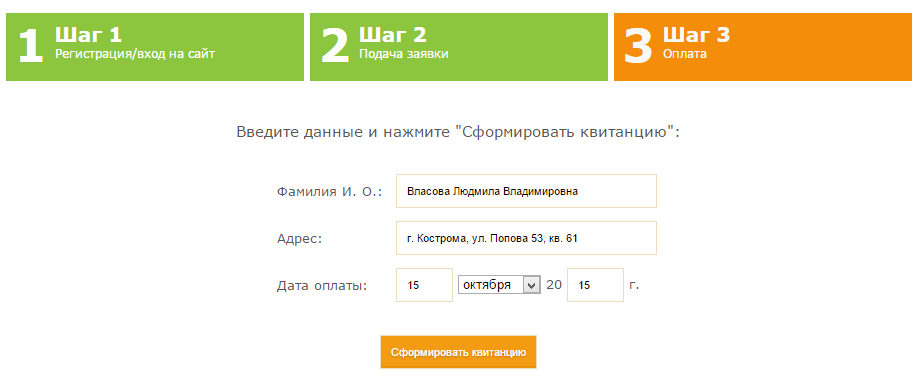 1 Шаг 1
Регистрация/вход на сайт
2 Шаг 2
Подача заявки
3 Шаг 3
Оплата
Введите данные и нажмите "Сформировать квитанцию":
Фамилия И. О.: Власова Людмила Владимировна
Адрес: г. Кострома, ул. Попова 53, кв. 61
Дата оплаты: 15 октября 20 15 г.
Сформировать квитанцию